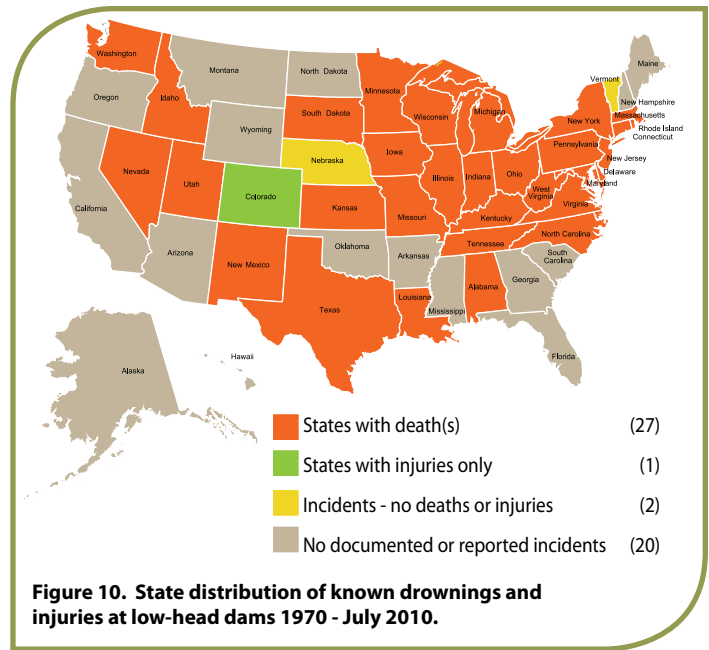 Washington
Montana
North Dakota
Minnesota
Maine
Vermont
Oregon
Idaho
South Dakota
Wisconsin
Michigan
New Hampshire
Massachusetts
New York
Rhode Island
Connecticut
Wyoming
Nebraska
Iowa
Pennsylvania
New Jersey
Delaware
Maryland
Nevada
Utah
Colorado
Kansas
Illinois
Indiana
Ohio
West
Virginia
Virginia
Missouri
Kentucky
California
Arizona
New Mexico
Oklahoma
Arkansas
Tennessee
North Carolina
South
Carolina
Texas
Louisiana
Mississippi
Alabama
Georgia
Florida
Hawaii
Alaska
States with death(s) (27)
States with injuries only (1)
Incidents - no deaths or injuries (2)
No documented or reported incidents (20)
Figure 10. State distribution of known drownings and
injuries at low-head dams 1970 - July 2010.